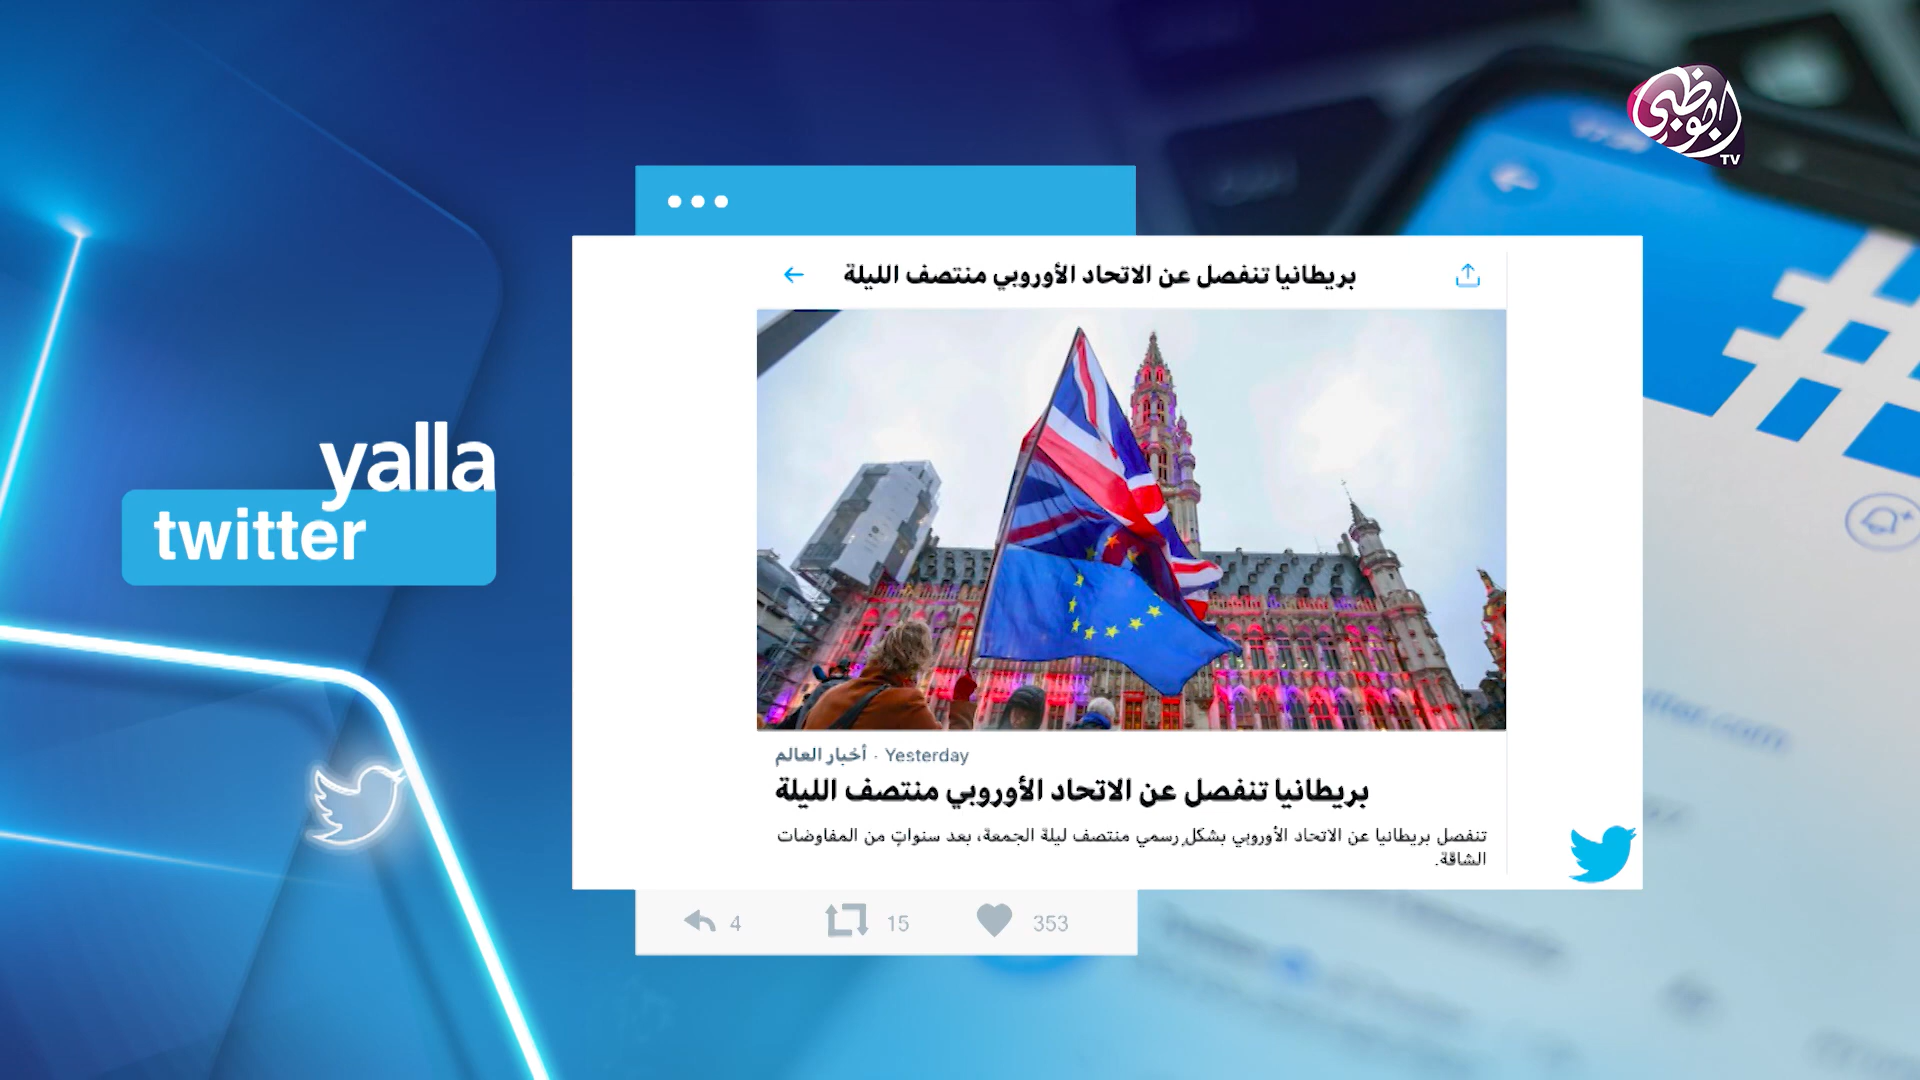 ابوظبي
TV
yalla
twitter
بريطانيا تنفصل عن الاتحاد الأوروبي منتصف الليلة
أخبار العالم · Yesterday
بريطانيا تنفصل عن الاتحاد الأوروبي منتصف الليلة
تنفصل بريطانيا عن الاتحاد الأوروبي بشكلٍ رسمي منتصف ليلة الجمعة، بعد سنواتٍ من المفاوضات
الشاقة.
4
15
353